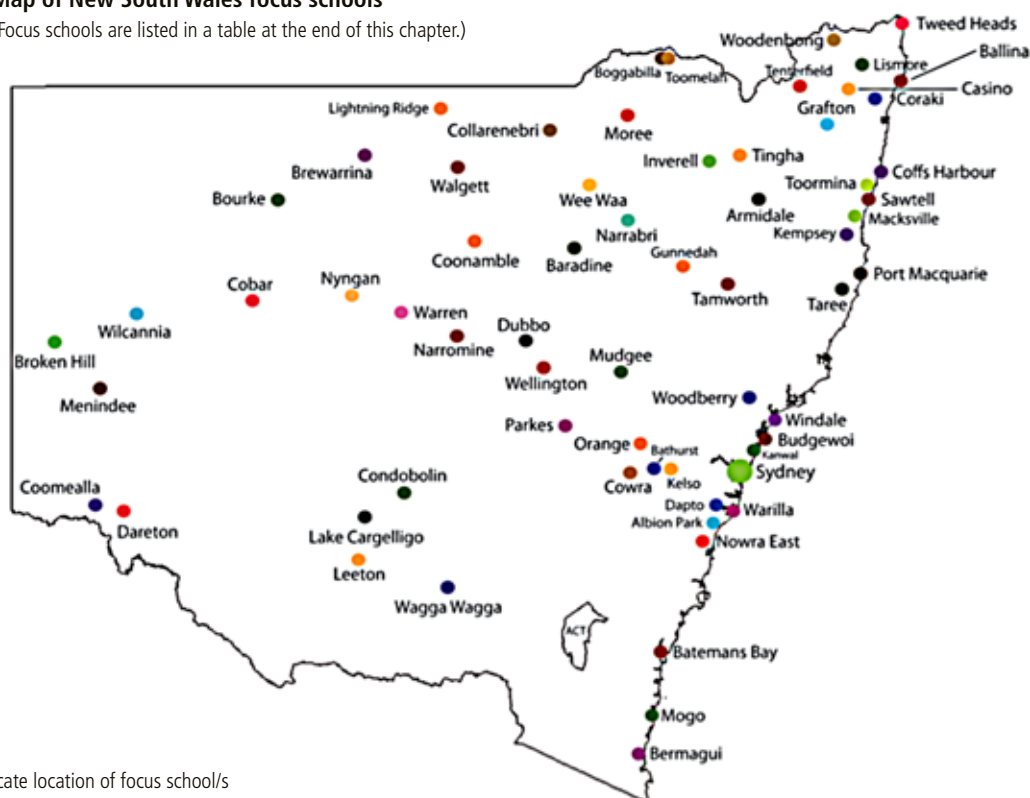 Map of New South Wales focus schools
(Focus schools are listed in a table at the end of this chapter.)
Tweed Heads
Woodenbong
Ballina
Boggabilla
Toomelah
Tenterfield
Lismore
Casino
Lightning Ridge
Grafton
Coraki
Collarenebri
Moree
Inverell
Tingha
Brewarrina
Walgett
Coffs Harbour
Toormina
Bourke
Wee Waa
Sawtell
Armidale
Macksville
Narrabri
Kempsey
Coonamble
Baradine
Gunnedah
Port Macquarie
Cobar
Nyngan
Tamworth
Taree
Wilcannia
Warren
Dubbo
Broken Hill
Narromine
Mudgee
Wellington
Menindee
Woodberry
Parkes
Windale
Orange
Budgewoi
Bathurst
Kanwal
Condobolin
Cowra
Kelso
Sydney
Coomealla
Dapto
Warilla
Dareton
Lake Cargelligo
Albion Park
Nowra East
Leeton
Wagga Wagga
ACT
Batemans Bay
Mogo
Bermagui
cate location of focus school/s